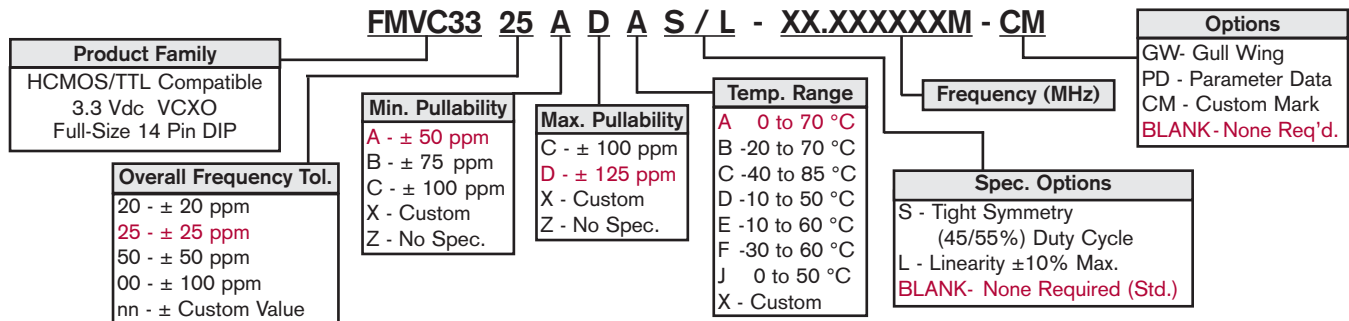 FMVC33 25 A D A S / L - XX.XXXXXXM - CM
Product Family
HCMOS/TTL Compatible
3.3 Vdc VCXO
Full-Size 14 Pin DIP
Overall Frequency Tol.
20 - ± 20 ppm
25 - ± 25 ppm
50 - ± 50 ppm
00 - ± 100 ppm
nn - ± Custom Value
Min. Pullability
A - ± 50 ppm
B - ± 75 ppm
C - ± 100 ppm
X - Custom
Z - No Spec.
Max. Pullability
C - ± 100 ppm
D - ± 125 ppm
X - Custom
Z - No Spec.
Temp. Range
A 0 to 70 °C
B -20 to 70 °C
C -40 to 85 °C
D -10 to 50 °C
E -10 to 60 °C
F -30 to 60 °C
J 0 to 50 °C
X - Custom
Frequency (MHz)
Spec. Options
S - Tight Symmetry
(45/55%) Duty Cycle
L - Linearity ±10% Max.
BLANK- None Required (Std.)
Options
GW- Gull Wing
PD - Parameter Data
CM - Custom Mark
BLANK - None Req'd.